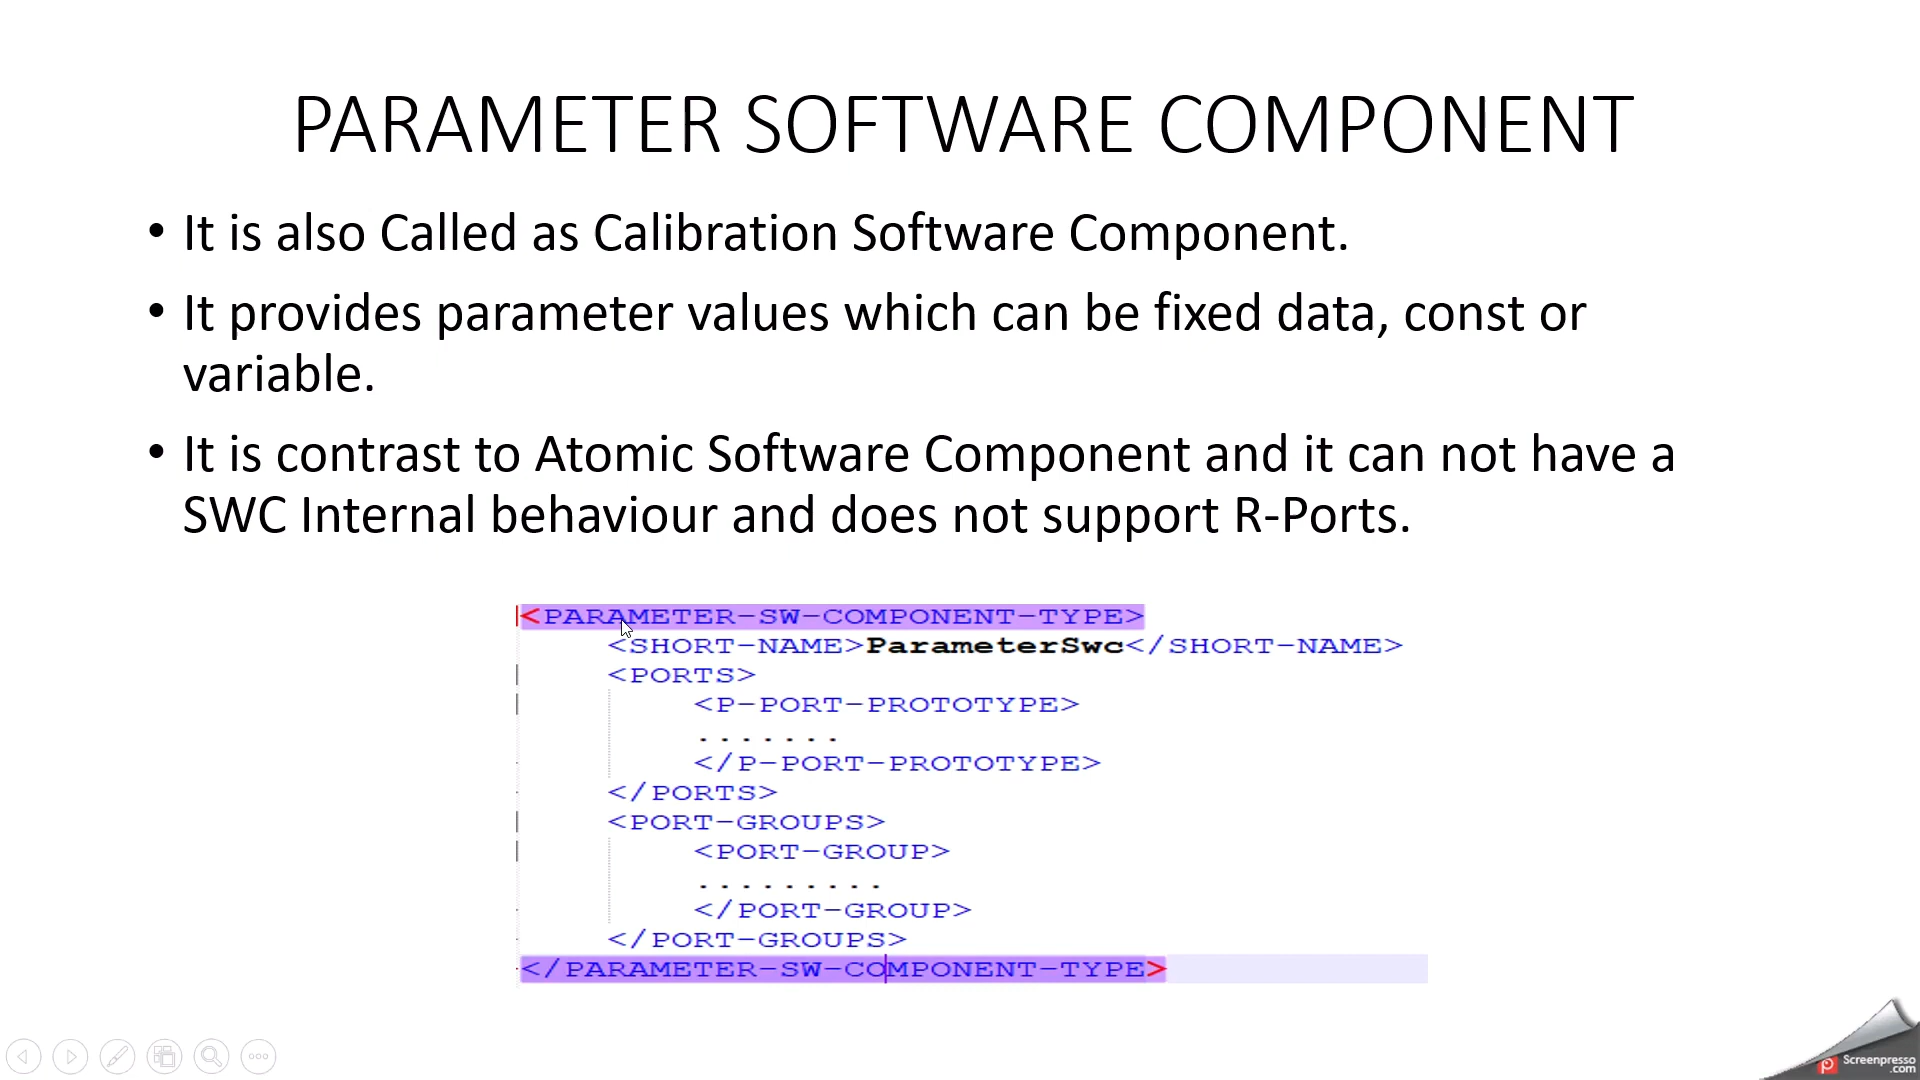 PARAMETER SOFTWARE COMPONENT
• It is also Called as Calibration Software Component.
• It provides parameter values which can be fixed data, const or
variable.
• It is contrast to Atomic Software Component and it can not have a
SWC Internal behaviour and does not support R-Ports.
<PARAMETER-SW-COMPONENT-TYPE>
<SHORT-NAME>ParameterSwc</SHORT-NAME>
<PORTS>
<P-PORT-PROTOTYPE>
.......
</P-PORT-PROTOTYPE>
</PORTS>
<PORT-GROUPS>
<PORT-GROUP>
.........
</PORT-GROUP>
</PORT-GROUPS>
</PARAMETER-SW-COMPONENT-TYPE>
Screenpresso
.com